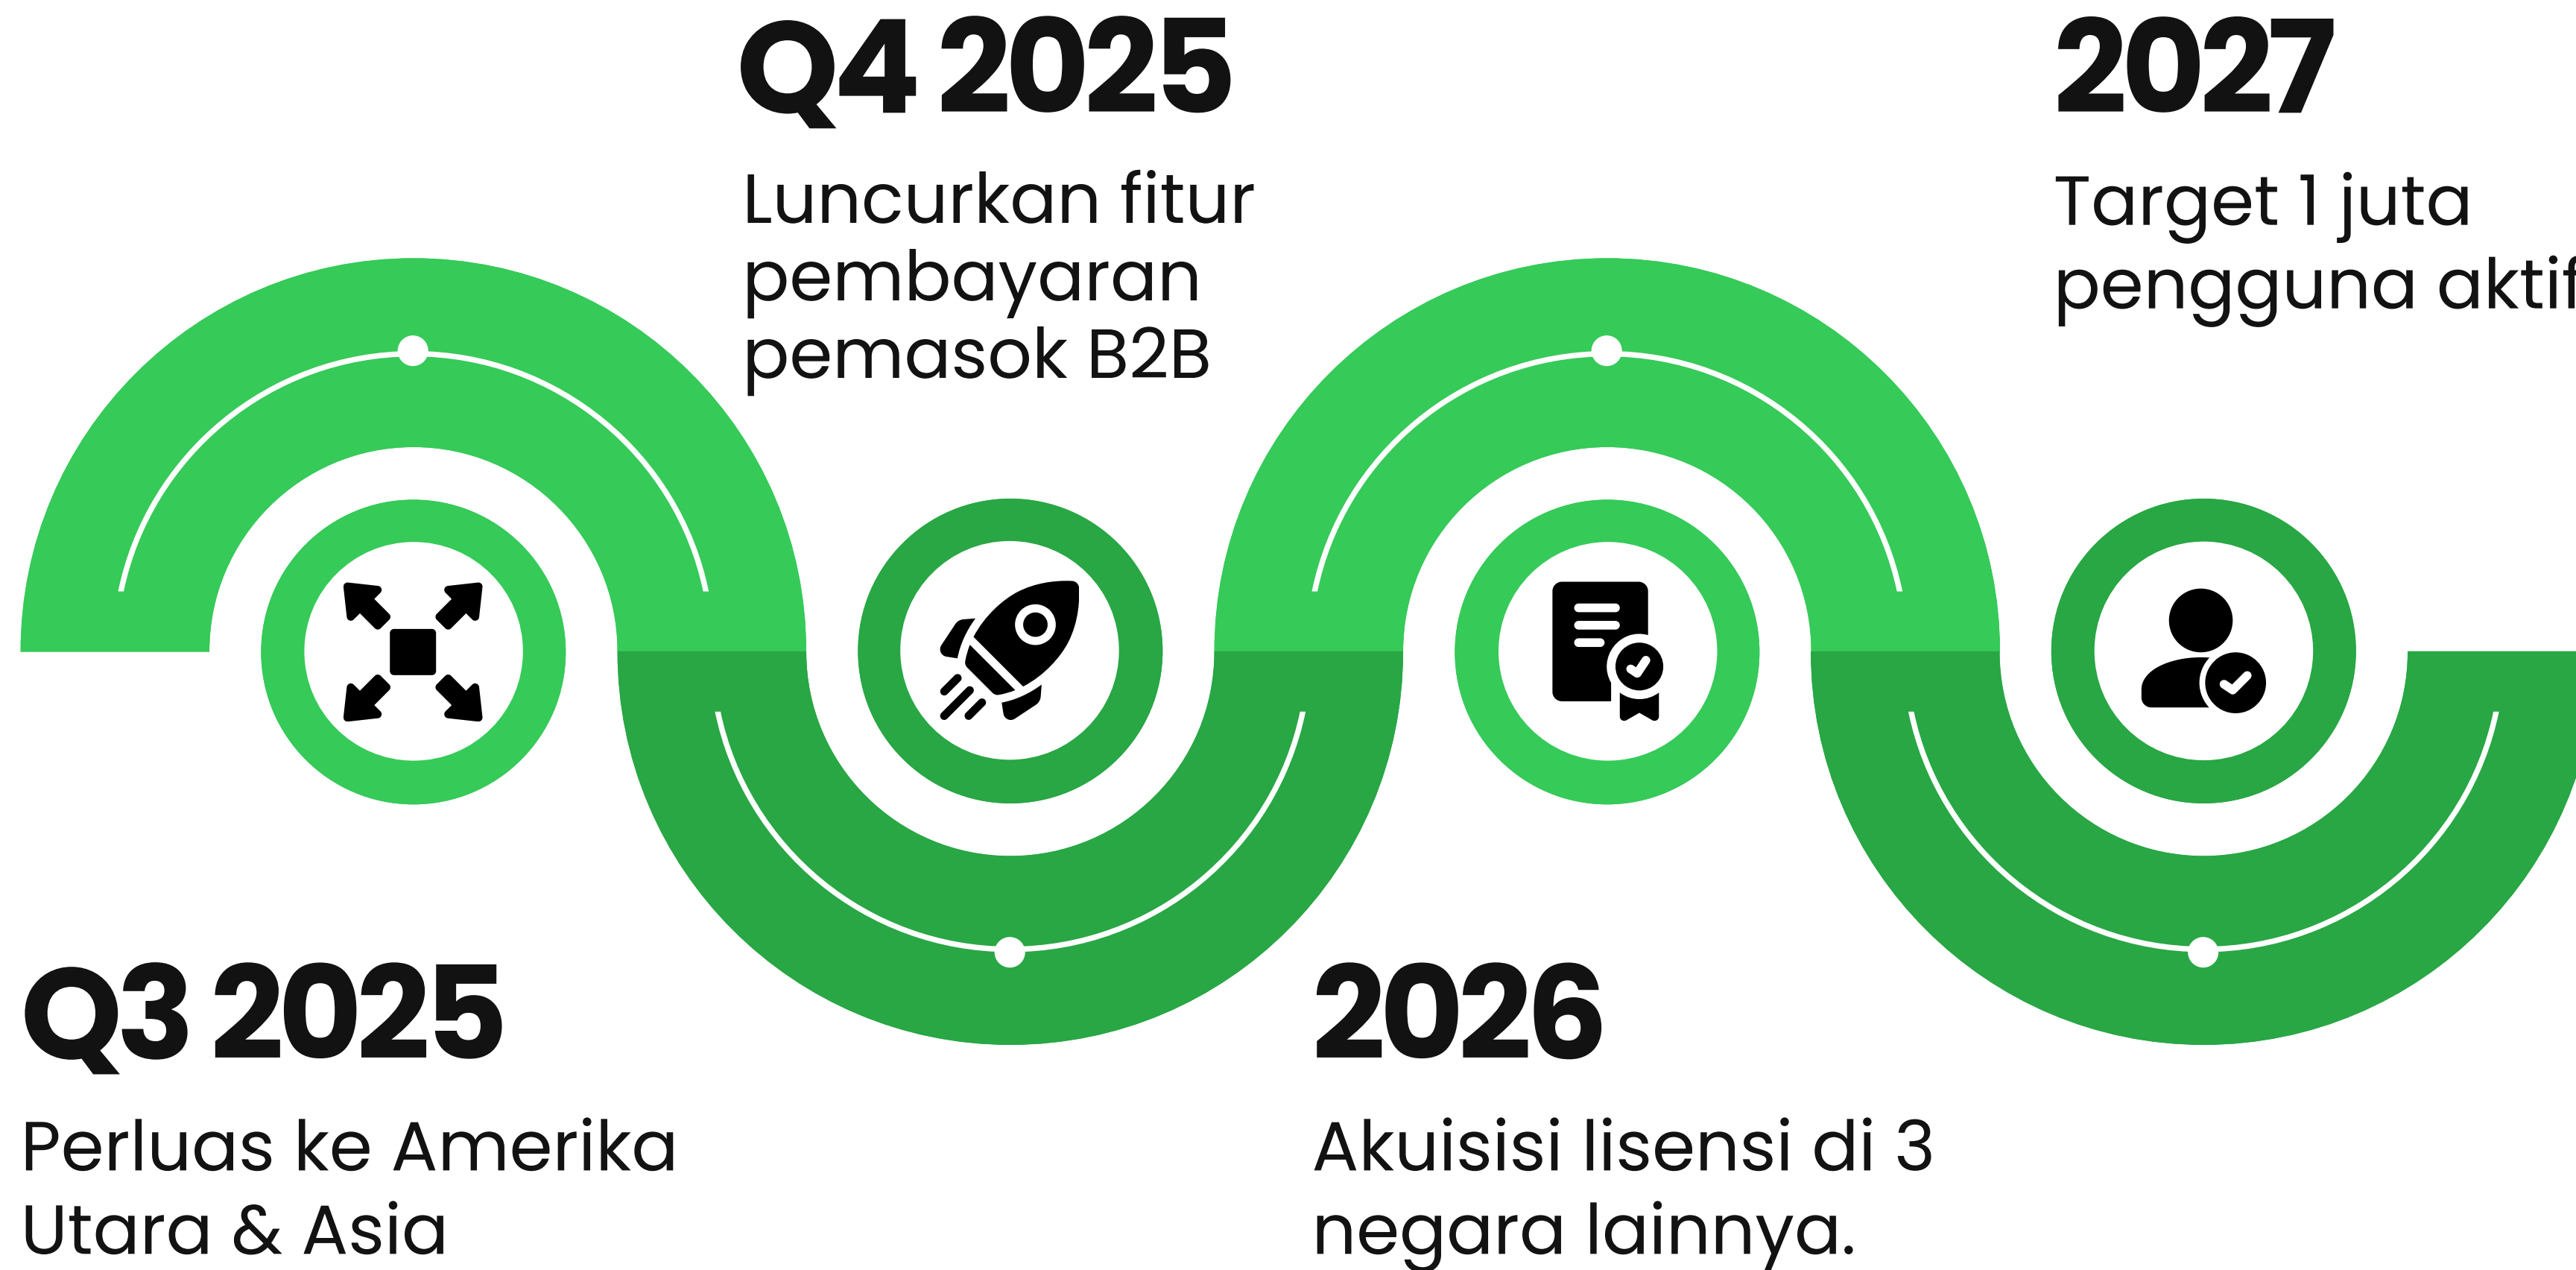 Q3 2025
Perluas ke Amerika
Utara & Asia
Q4 2025
Luncurkan fitur
pembayaran
pemasok B2B
2026
Akuisisi lisensi di 3
negara lainnya.
2027
Target 1 juta
pengguna aktif